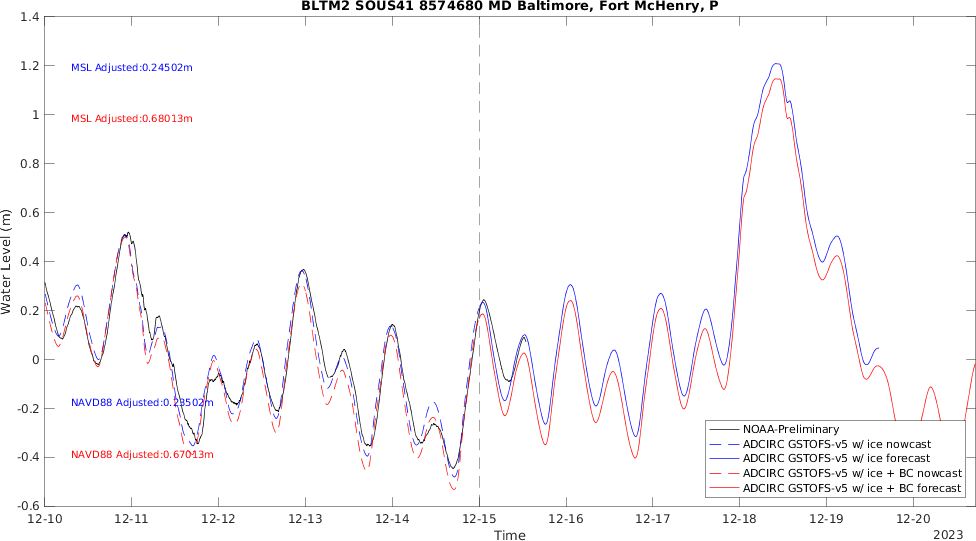 BLTM2 SOUS41 8574680 MD Baltimore, Fort McHenry, P
1.4
1.2
1
0.8
0.6
0.4
0.2
0
-0.2
-0.4
-0.6
Water Level (m)
MSL Adjusted:0.24502m
MSL Adjusted:0.68013m
NAVD88 Adjusted:0.23502m
NAVD88 Adjusted:0.67013m
NOAA-Preliminary
ADCIRC GSTOFS-v5 w/ ice nowcast
ADCIRC GSTOFS-v5 w/ ice forecast
ADCIRC GSTOFS-v5 w/ ice + BC nowcast
ADCIRC GSTOFS-v5 w/ ice + BC forecast
12-10 12-11 12-12 12-13 12-14 12-15 12-16 12-17 12-18 12-19 12-20
Time
2023